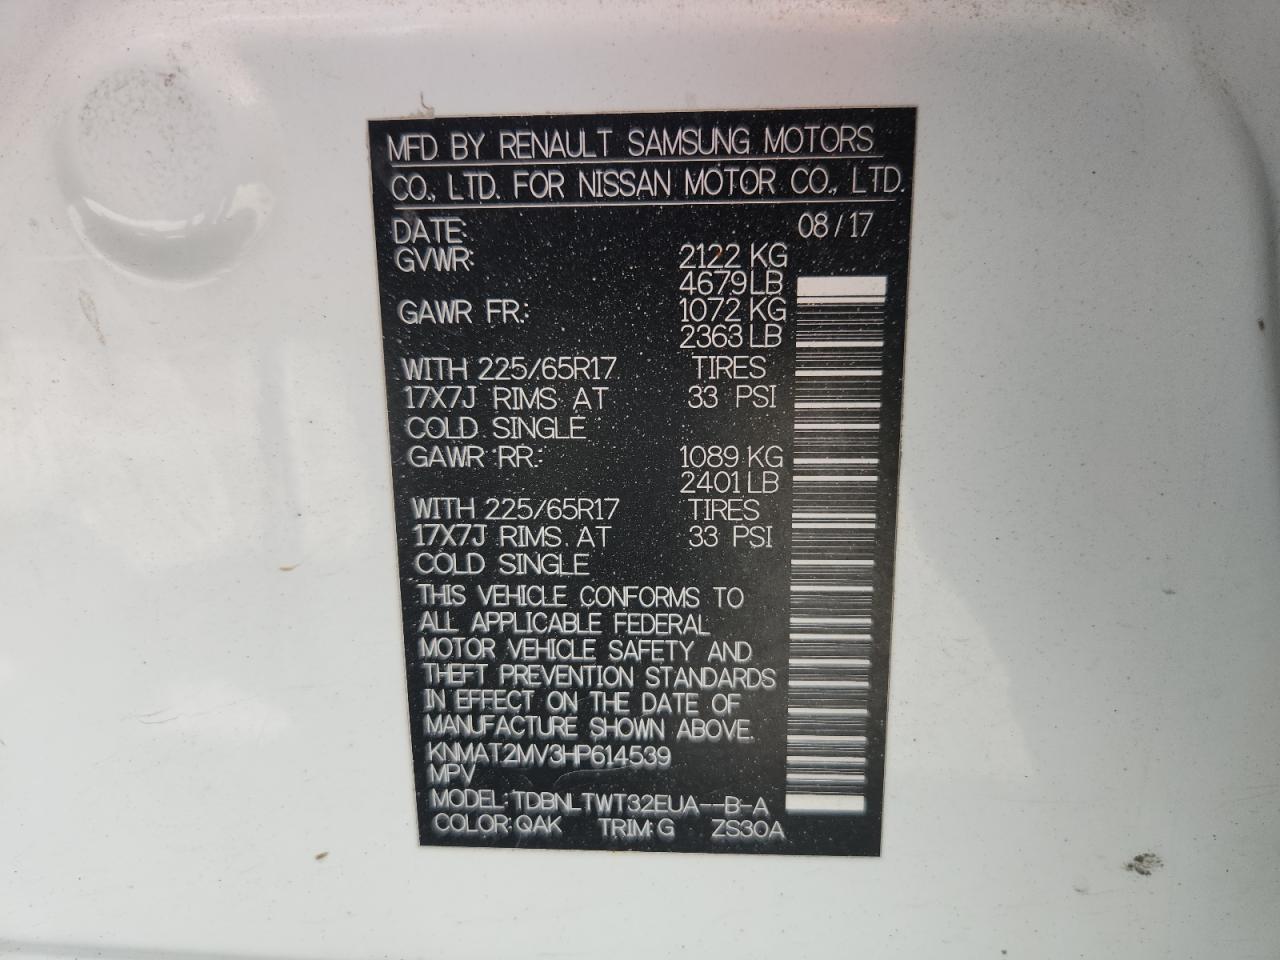 MFD BY RENAULT SAMSUNG MOTORS
CO., LTD. FOR NISSAN MOTOR CO., LTD.
DATE: 08/17
GVWR: 2122 KG
4679 LB
GAWR FR: 1072 KG
2363 LB
WITH 225/65R17 TIRES
17X7J RIMS AT 33 PSI
COLD SINGLE
GAWR RR: 1089 KG
2401 LB
WITH 225/65R17 TIRES
17X7J RIMS AT 33 PSI
COLD SINGLE
THIS VEHICLE CONFORMS TO
ALL APPLICABLE FEDERAL
MOTOR VEHICLE SAFETY AND
THEFT PREVENTION STANDARDS
IN EFFECT ON THE DATE OF
MANUFACTURE SHOWN ABOVE.
KNMAT2MV3HP614539
MPV
MODEL: TDBNLTWT32EUA--B-A
COLOR: QAK TRIM: G ZS30A